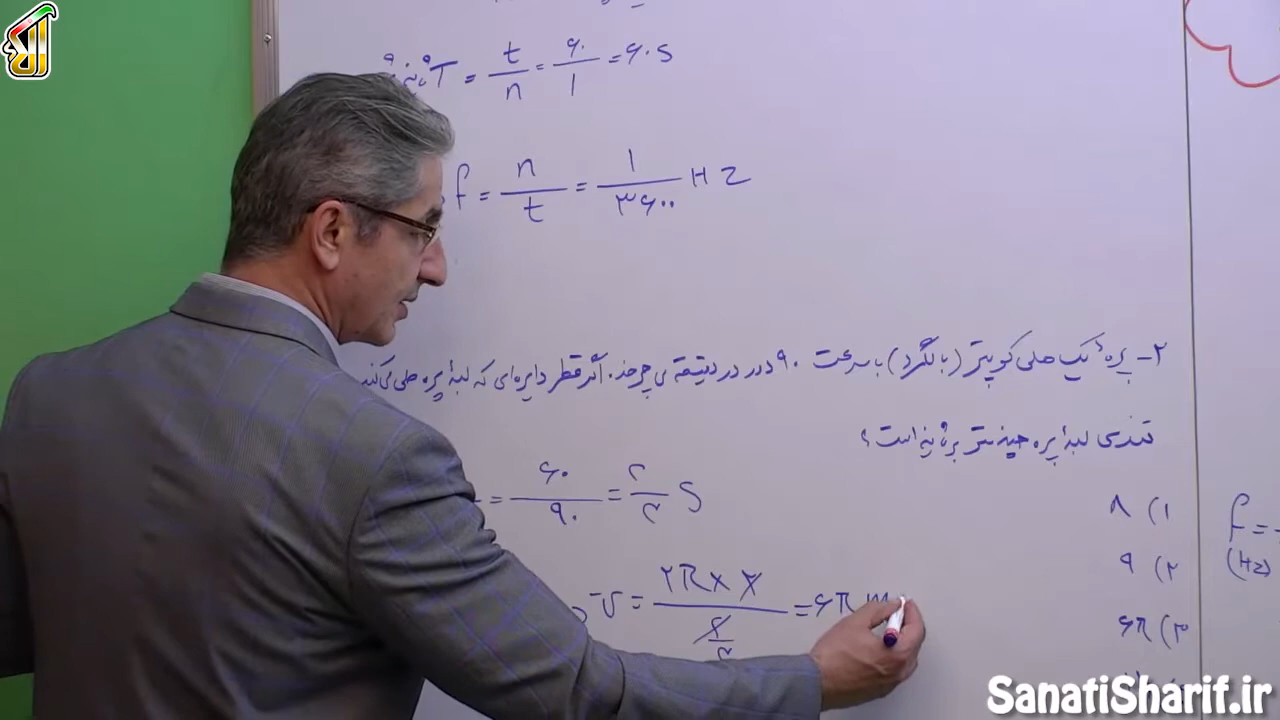 T = t/n = ۶۰/۱ = ۶۰ s
f = n/t = ۱/۳۶۰۰ Hz
۲- پرهٔ یک هلی کوپتر (بالگرد) با سرعت ۹۰ دور در دقیقه می چرخد. اگر قطر دایره‌ای که لبهٔ پره طی می‌کند
تندی لبهٔ پره چند متر بر ثانیه است؟
۱) ۸
= ۶۰/۹۰ = ۲/۳ s
f =
۲) ۹
(Hz)
V = ۲π × ۲ / ۲/۳ = ۶π m
۳) ۶π
SanatiSharif.ir